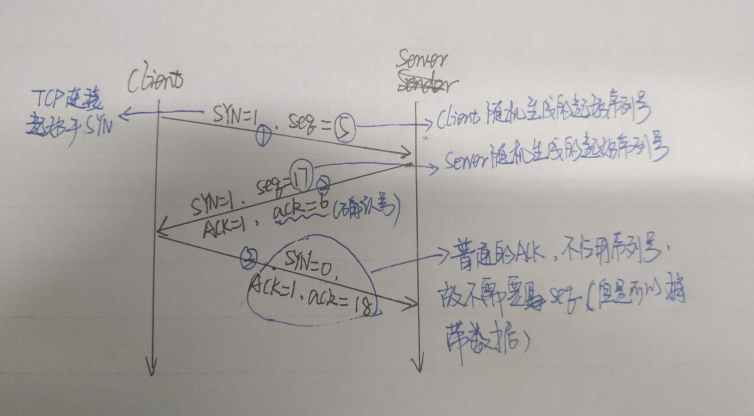 Client
Server
Sender
TCP连接
起始于SYN
SYN=1, seq=5
①
Client随机生成的起始序列号
Server随机生成的起始序列号
SYN=1, seq=17
②
ACK=1, ack=6(确认号)
③
SYN=0,
ACK=1, ack=18
普通的ACK,不占用序列号,
故不需要 seq.(但是可以携
带数据)